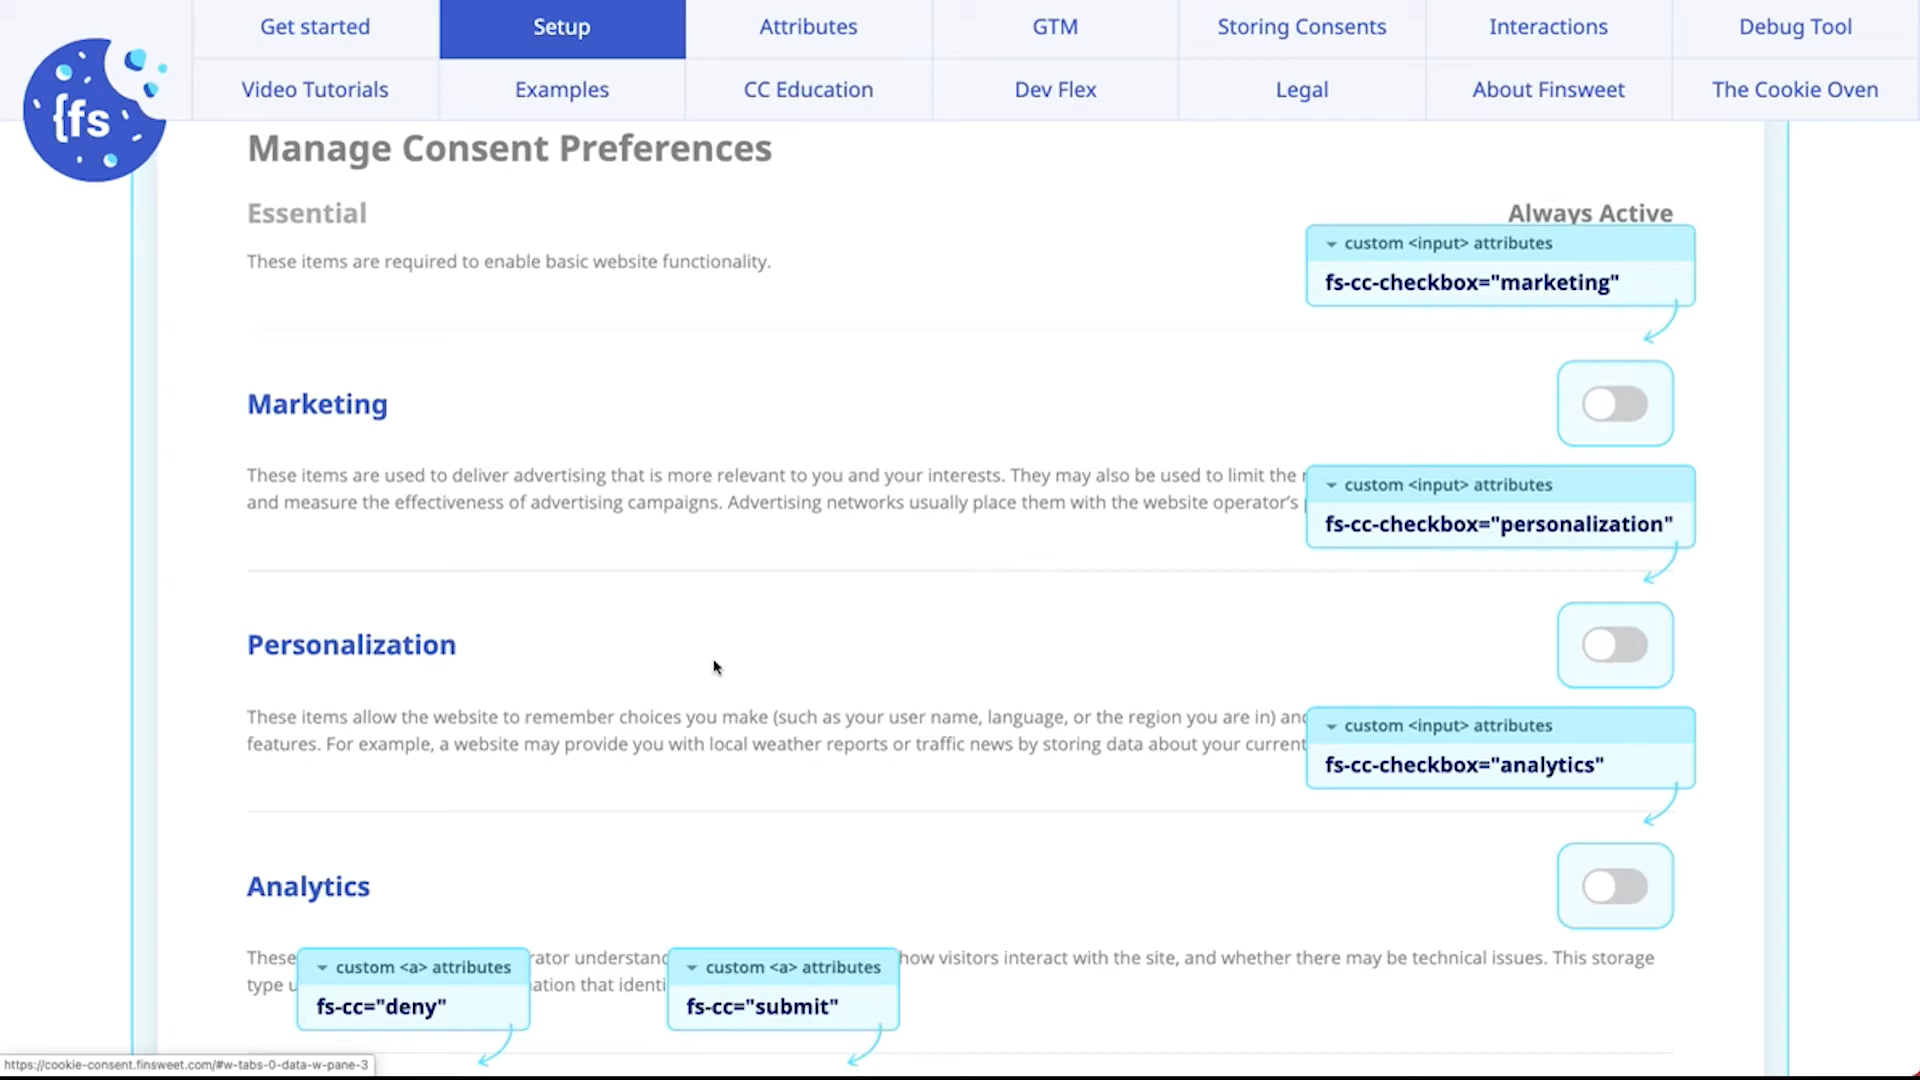 Get started
Setup
Attributes
GTM
Storing Consents
Interactions
Debug Tool
Video Tutorials
Examples
CC Education
Dev Flex
Legal
About Finsweet
The Cookie Oven
{fs
Manage Consent Preferences
Essential
Always Active
These items are required to enable basic website functionality.
custom <input> attributes
fs-cc-checkbox="marketing"
Marketing
These items are used to deliver advertising that is more relevant to you and your interests. They may also be used to limit the
and measure the effectiveness of advertising campaigns. Advertising networks usually place them with the website operator’s
custom <input> attributes
fs-cc-checkbox="personalization"
Personalization
These items allow the website to remember choices you make (such as your user name, language, or the region you are in)
features. For example, a website may provide you with local weather reports or traffic news by storing data about your current
custom <input> attributes
fs-cc-checkbox="analytics"
Analytics
These how visitors interact with the site, and whether there may be technical issues. This storage
type
custom <a> attributes
fs-cc="deny"
custom <a> attributes
fs-cc="submit"
https://cookie-consent.finsweet.com/#w-tabs-0-data-w-pane-3